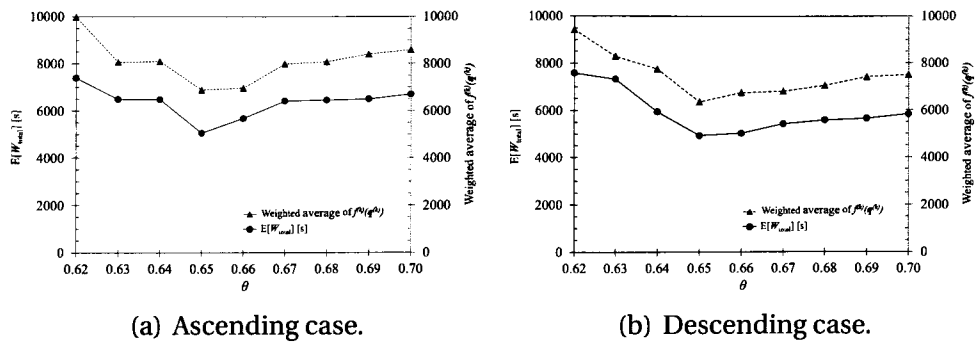 10000
8000
6000
4000
2000
0
E[W_total] [s]
10000
8000
6000
4000
2000
0
Weighted average of f^(k)(q^(k))
Weighted average of f^(k)(q^(k))
E[W_total] [s]
0.62 0.63 0.64 0.65 0.66 0.67 0.68 0.69 0.70
θ
(a) Ascending case.
10000
8000
6000
4000
2000
0
E[W_total] [s]
10000
8000
6000
4000
2000
0
Weighted average of f^(k)(q^(k))
Weighted average of f^(k)(q^(k))
E[W_total] [s]
0.62 0.63 0.64 0.65 0.66 0.67 0.68 0.69 0.70
θ
(b) Descending case.